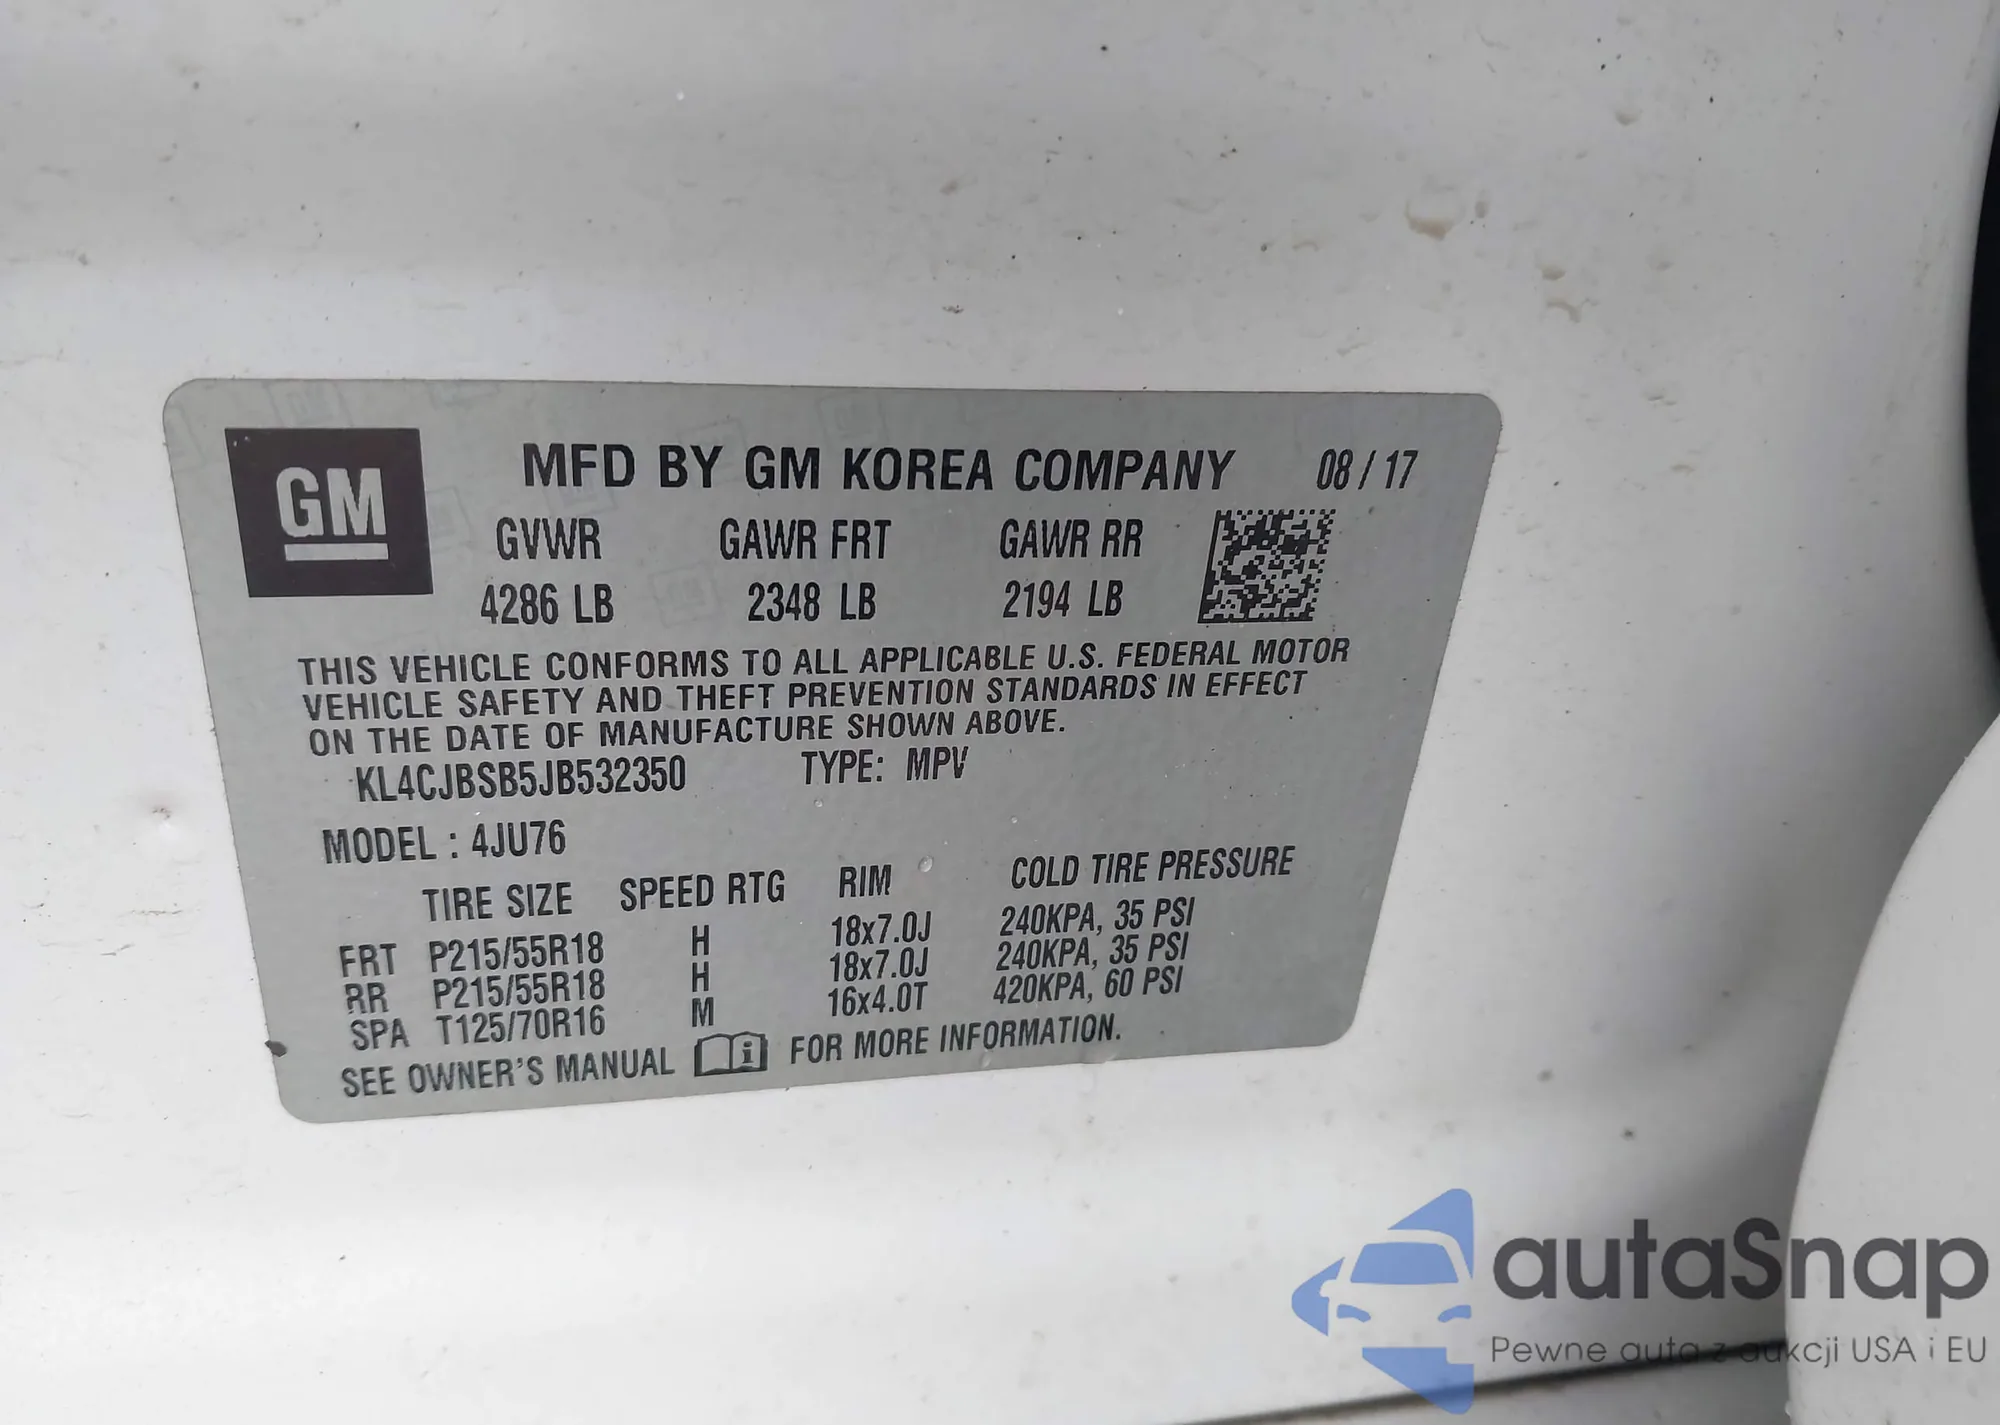 GM
MFD BY GM KOREA COMPANY 08 / 17
GVWR GAWR FRT GAWR RR
4286 LB 2348 LB 2194 LB
THIS VEHICLE CONFORMS TO ALL APPLICABLE U.S. FEDERAL MOTOR
VEHICLE SAFETY AND THEFT PREVENTION STANDARDS IN EFFECT
ON THE DATE OF MANUFACTURE SHOWN ABOVE.
KL4CJBSB5JB532350 TYPE: MPV
MODEL : 4JU76
TIRE SIZE SPEED RTG RIM COLD TIRE PRESSURE
FRT P215/55R18 H 18x7.0J 240KPA, 35 PSI
RR P215/55R18 H 18x7.0J 240KPA, 35 PSI
SPA T125/70R16 M 16x4.0T 420KPA, 60 PSI
SEE OWNER'S MANUAL i FOR MORE INFORMATION.
autaSnap
Pewne auta z aukcji USA i EU